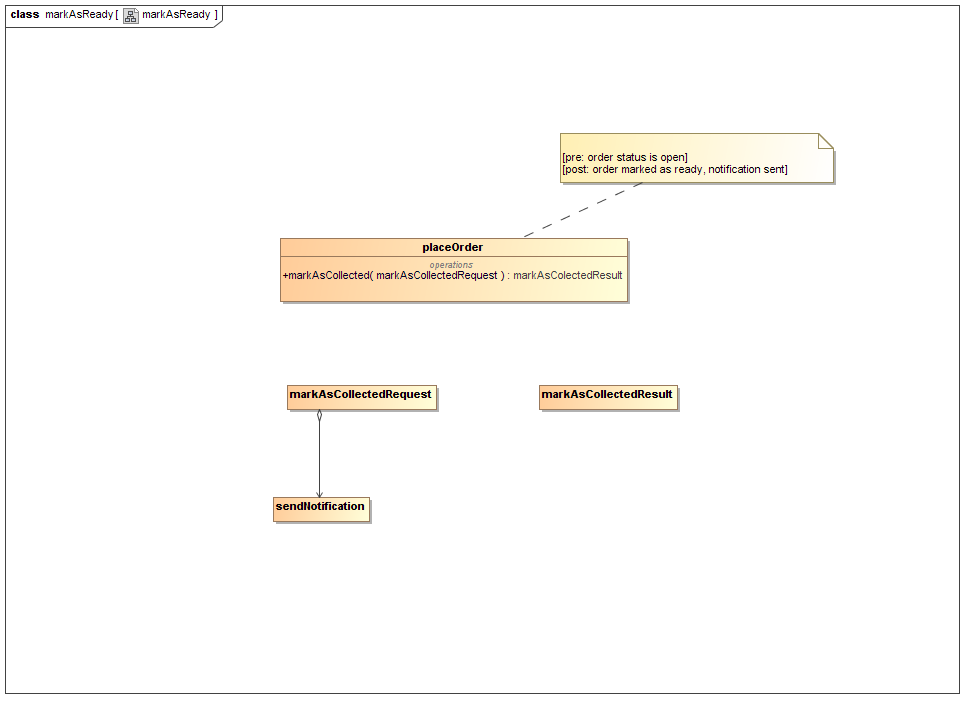 class markAsReady [ markAsReady ]
[pre: order status is open]
[post: order marked as ready, notification sent]
placeOrder
operations
+markAsCollected( markAsCollectedRequest ) : markAsColectedResult
markAsCollectedRequest
markAsCollectedResult
sendNotification